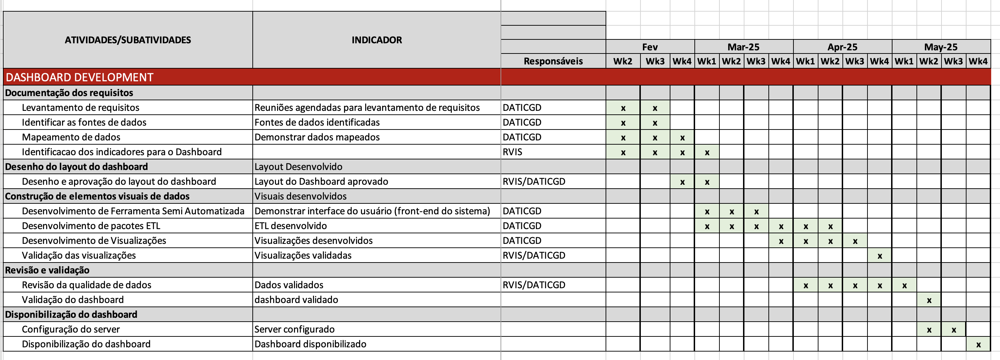 ATIVIDADES/SUBATIVIDADES INDICADOR
Fev Mar-25 Apr-25 May-25
Responsáveis Wk2 Wk3 Wk4 Wk1 Wk2 Wk3 Wk4 Wk1 Wk2 Wk3 Wk4 Wk1 Wk2 Wk3 Wk4
DASHBOARD DEVELOPMENT
Documentação dos requisitos
Levantamento de requisitos Reuniões agendadas para levantamento de requisitos DATICGD x x
Identificar as fontes de dados Fontes de dados identificadas DATICGD x x
Mapeamento de dados Demonstrar dados mapeados DATICGD x x x
Identificacao dos indicadores para o Dashboard RVIS x x x x
Desenho do layout do dashboard Layout Desenvolvido
Desenho e aprovação do layout do dashboard Layout do Dashboard aprovado RVIS/DATICGD x x
Construção de elementos visuais de dados Visuais desenvolvidos
Desenvolvimento de Ferramenta Semi Automatizada Demonstrar interface do usuário (front-end do sistema) DATICGD x x x
Desenvolvimento de pacotes ETL ETL desenvolvido DATICGD x x x x x x
Desenvolvimento de Visualizações Visualizações desenvolvidos DATICGD x x x x
Validação das visualizações Visualizações validadas RVIS/DATICGD x
Revisão e validação
Revisão da qualidade de dados Dados validados RVIS/DATICGD x x x x x
Validação do dashboard dashboard validado x
Disponibilização do dashboard
Configuração do server Server configurado x x
Disponibilização do dashboard Dashboard disponibilizado x